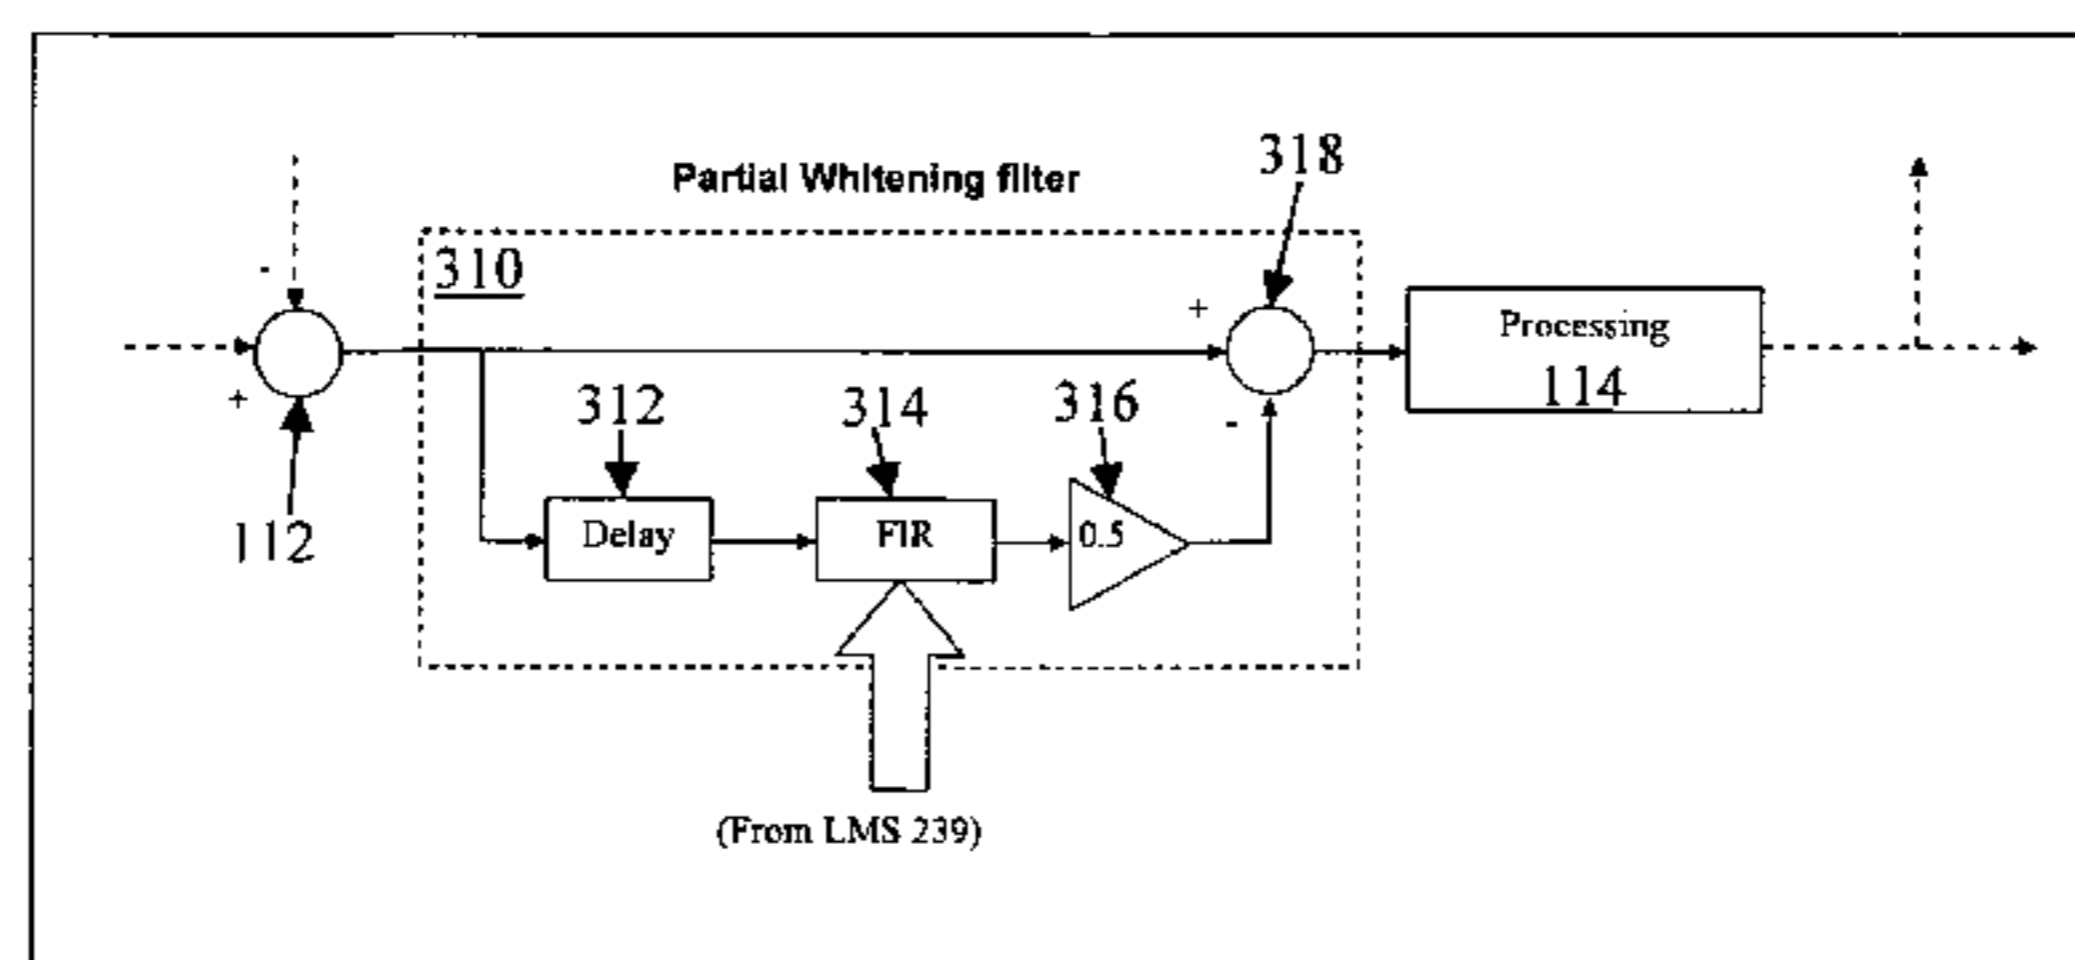 318
Partial Whitening filter
310
-
+
Processing
114
+
312
314
316
-
112
Delay
FIR
0.5
(From LMS 239)